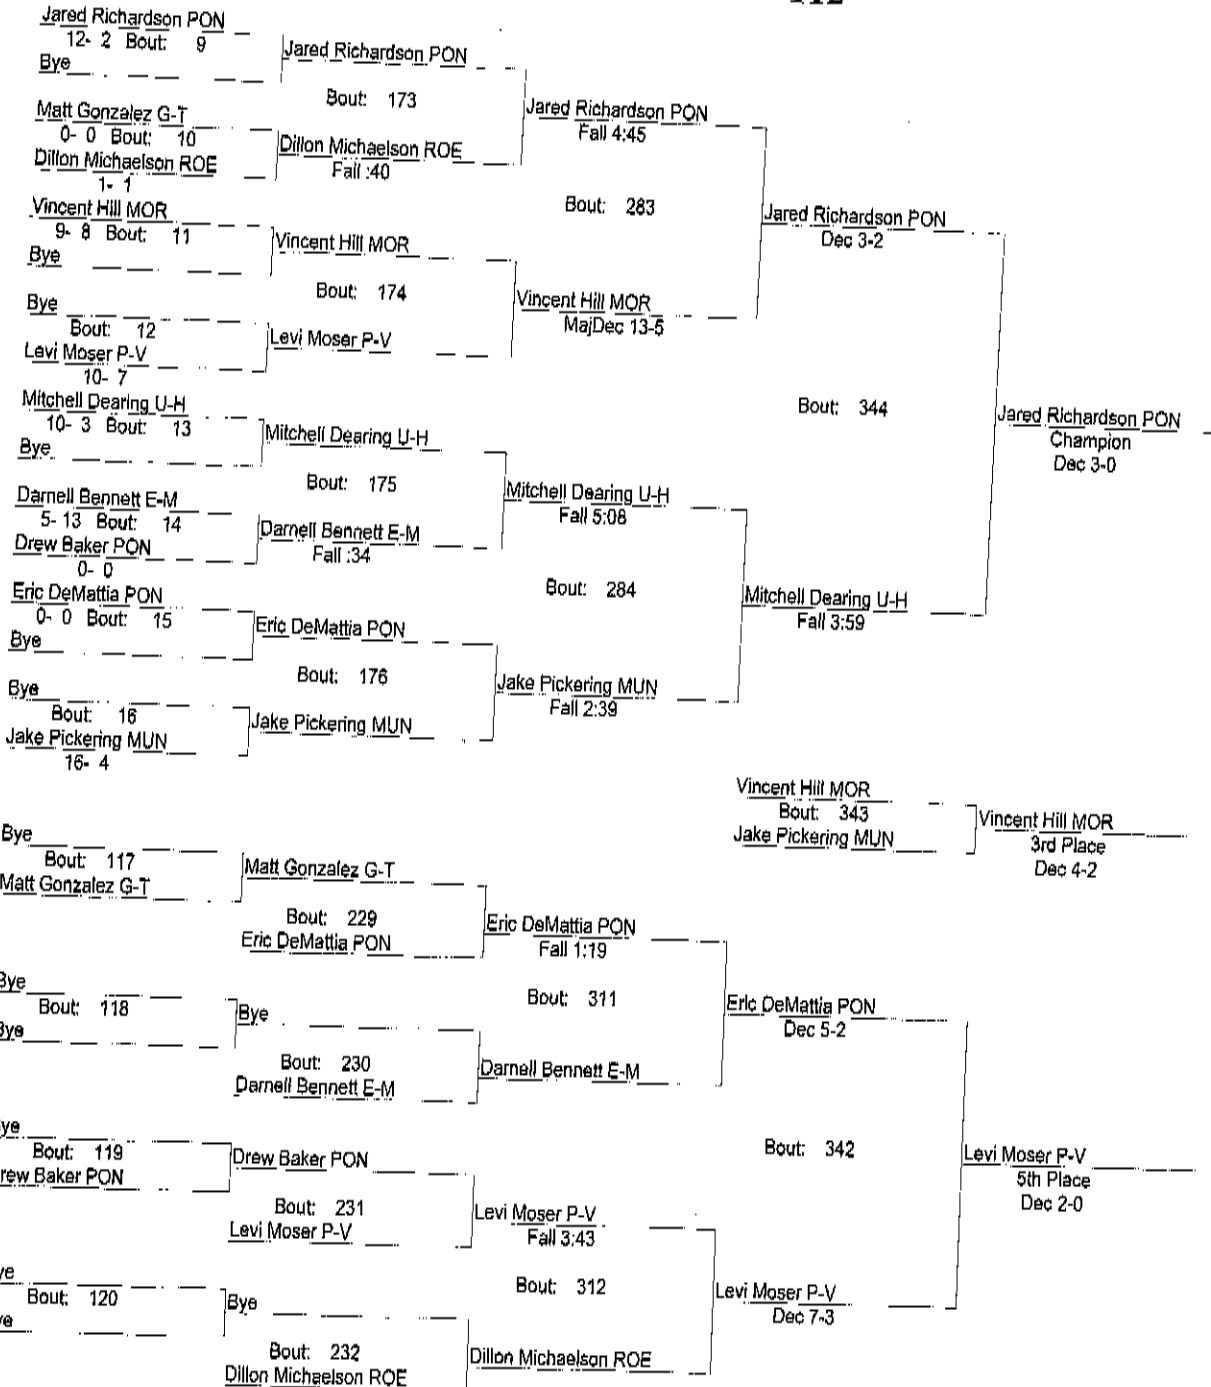 112
Jared Richardson PON
12- 2 Bout: 9
Bye
Jared Richardson PON
Bout: 173
Matt Gonzalez G-T
0- 0 Bout: 10
Dillon Michaelson ROE
1- 1
Dillon Michaelson ROE
Fall :40
Jared Richardson PON
Fall 4:45
Bout: 283
Vincent Hill MOR
9- 8 Bout: 11
Bye
Vincent Hill MOR
Bout: 174
Bye
Bout: 12
Levi Moser P-V
10- 7
Levi Moser P-V
Vincent Hill MOR
MajDec 13-5
Jared Richardson PON
Dec 3-2
Bout: 344
Mitchell Dearing U-H
10- 3 Bout: 13
Bye
Mitchell Dearing U-H
Bout: 175
Darnell Bennett E-M
5- 13 Bout: 14
Drew Baker PON
0- 0
Darnell Bennett E-M
Fall :34
Mitchell Dearing U-H
Fall 5:08
Bout: 284
Eric DeMattia PON
0- 0 Bout: 15
Bye
Eric DeMattia PON
Bout: 176
Bye
Bout: 16
Jake Pickering MUN
16- 4
Jake Pickering MUN
Jake Pickering MUN
Fall 2:39
Mitchell Dearing U-H
Fall 3:59
Jared Richardson PON
Champion
Dec 3-0
Vincent Hill MOR
Bout: 343
Jake Pickering MUN
Vincent Hill MOR
3rd Place
Dec 4-2
Bye
Bout: 117
Matt Gonzalez G-T
Matt Gonzalez G-T
Bout: 229
Eric DeMattia PON
Eric DeMattia PON
Fall 1:19
Bout: 311
Bye
Bout: 118
Bye
Bye
Bout: 230
Darnell Bennett E-M
Darnell Bennett E-M
Eric DeMattia PON
Dec 5-2
Bout: 342
ye
Bout: 119
rew Baker PON
Drew Baker PON
Bout: 231
Levi Moser P-V
Levi Moser P-V
Fall 3:43
Bout: 312
ye
Bout: 120
ye
Bye
Bout: 232
Dillon Michaelson ROE
Dillon Michaelson ROE
Levi Moser P-V
Dec 7-3
Levi Moser P-V
5th Place
Dec 2-0